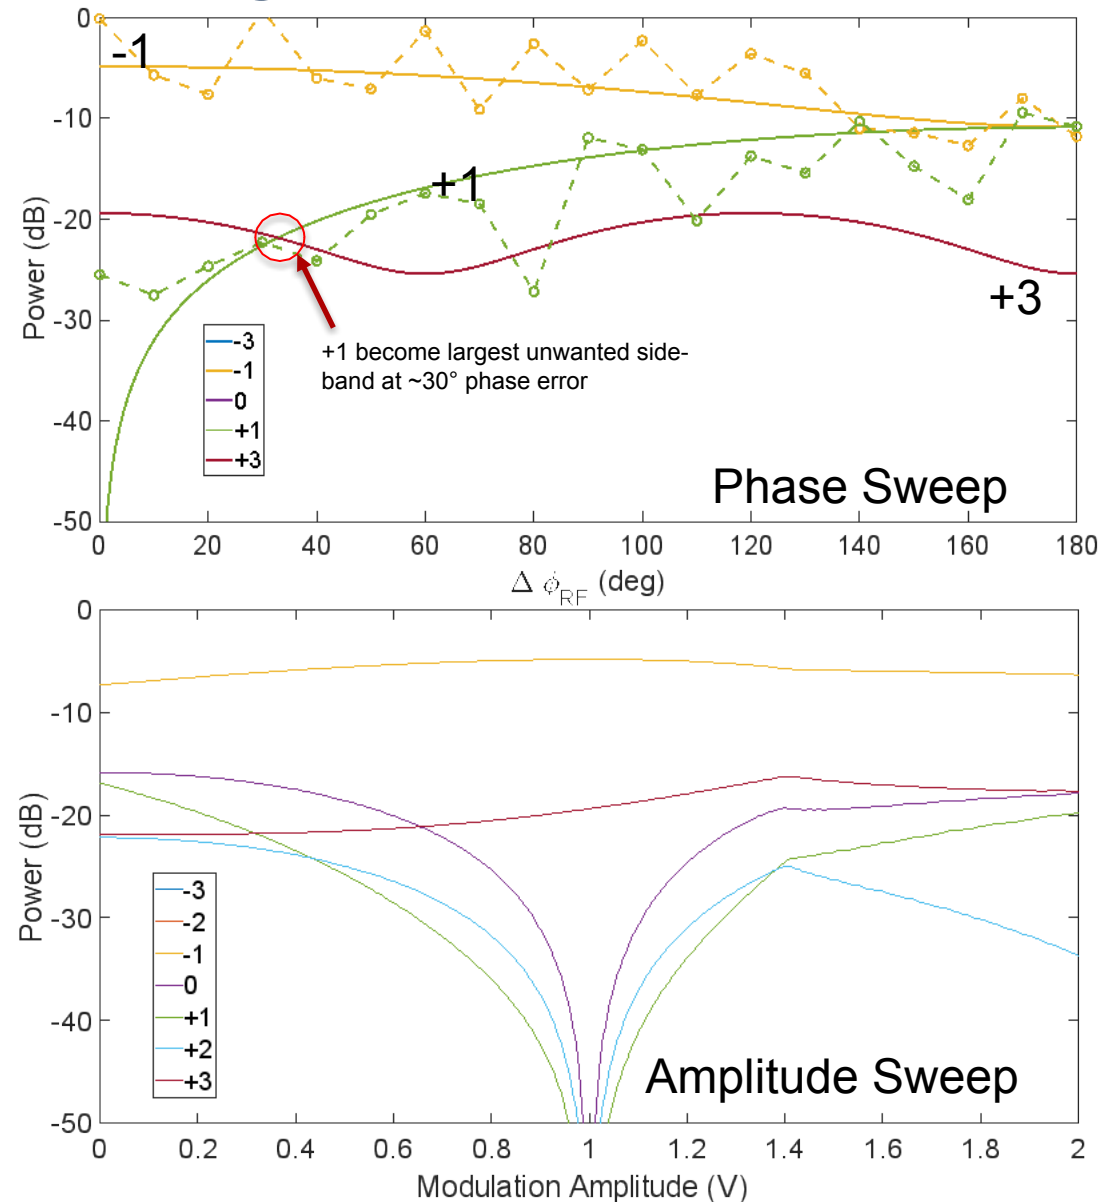 0
-10
-20
-30
-40
-50
Power (dB)
-1
+1
+3
+1 become largest unwanted side-
band at ~30° phase error
-3
-1
0
+1
+3
Phase Sweep
0 20 40 60 80 100 120 140 160 180
Δ ϕRF (deg)
0
-10
-20
-30
-40
-50
Power (dB)
-3
-2
-1
0
+1
+2
+3
Amplitude Sweep
0 0.2 0.4 0.6 0.8 1 1.2 1.4 1.6 1.8 2
Modulation Amplitude (V)